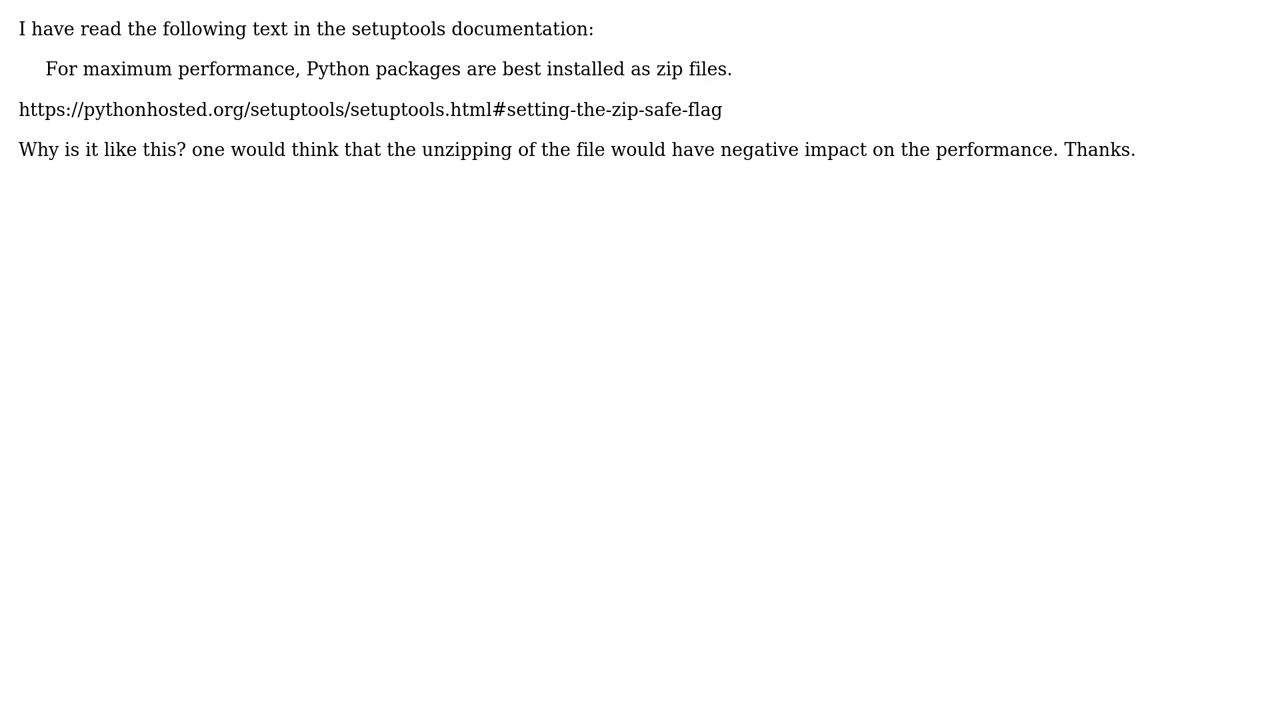 I have read the following text in the setuptools documentation:
For maximum performance, Python packages are best installed as zip files.
https://pythonhosted.org/setuptools/setuptools.html#setting-the-zip-safe-flag
Why is it like this? one would think that the unzipping of the file would have negative impact on the performance. Thanks.